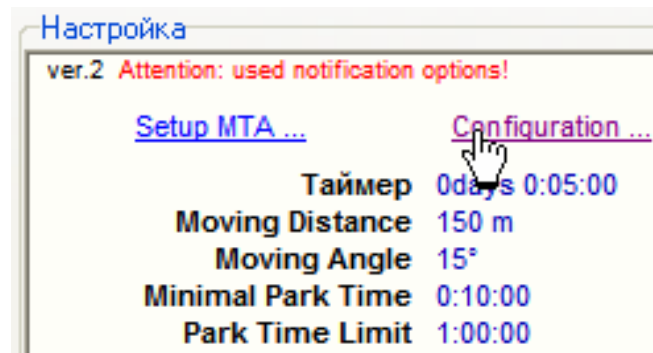 Настройка
ver.2 Attention: used notification options!
Setup MTA ... Configuration ...
Таймер 0days 0:05:00
Moving Distance 150 m
Moving Angle 15°
Minimal Park Time 0:10:00
Park Time Limit 1:00:00